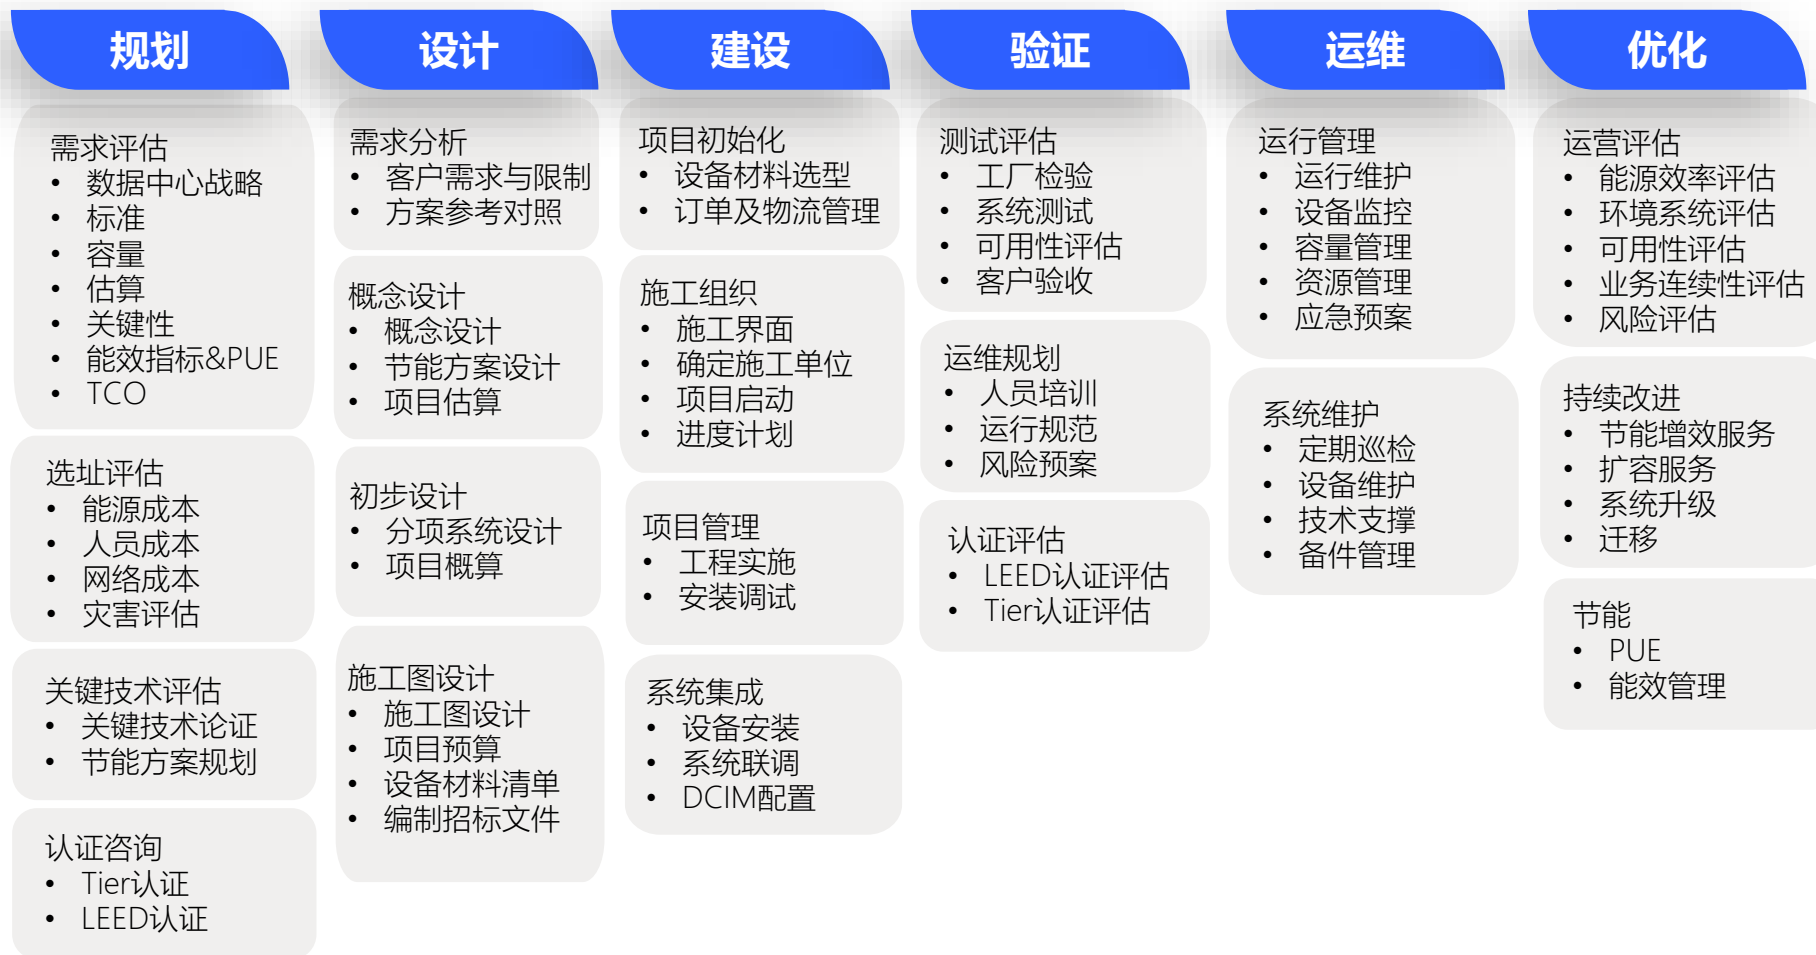 规划
需求评估
• 数据中心战略
• 标准
• 容量
• 估算
• 关键性
• 能效指标&PUE
• TCO
选址评估
• 能源成本
• 人员成本
• 网络成本
• 灾害评估
关键技术评估
• 关键技术论证
• 节能方案规划
认证咨询
• Tier认证
• LEED认证
设计
需求分析
• 客户需求与限制
• 方案参考对照
概念设计
• 概念设计
• 节能方案设计
• 项目估算
初步设计
• 分项系统设计
• 项目概算
施工图设计
• 施工图设计
• 项目预算
• 设备材料清单
• 编制招标文件
建设
项目初始化
• 设备材料选型
• 订单及物流管理
施工组织
• 施工界面
• 确定施工单位
• 项目启动
• 进度计划
项目管理
• 工程实施
• 安装调试
系统集成
• 设备安装
• 系统联调
• DCIM配置
验证
测试评估
• 工厂检验
• 系统测试
• 可用性评估
• 客户验收
运维规划
• 人员培训
• 运行规范
• 风险预案
认证评估
• LEED认证评估
• Tier认证评估
运维
运行管理
• 运行维护
• 设备监控
• 容量管理
• 资源管理
• 应急预案
系统维护
• 定期巡检
• 设备维护
• 技术支撑
• 备件管理
优化
运营评估
• 能源效率评估
• 环境系统评估
• 可用性评估
• 业务连续性评估
• 风险评估
持续改进
• 节能增效服务
• 扩容服务
• 系统升级
• 迁移
节能
• PUE
• 能效管理